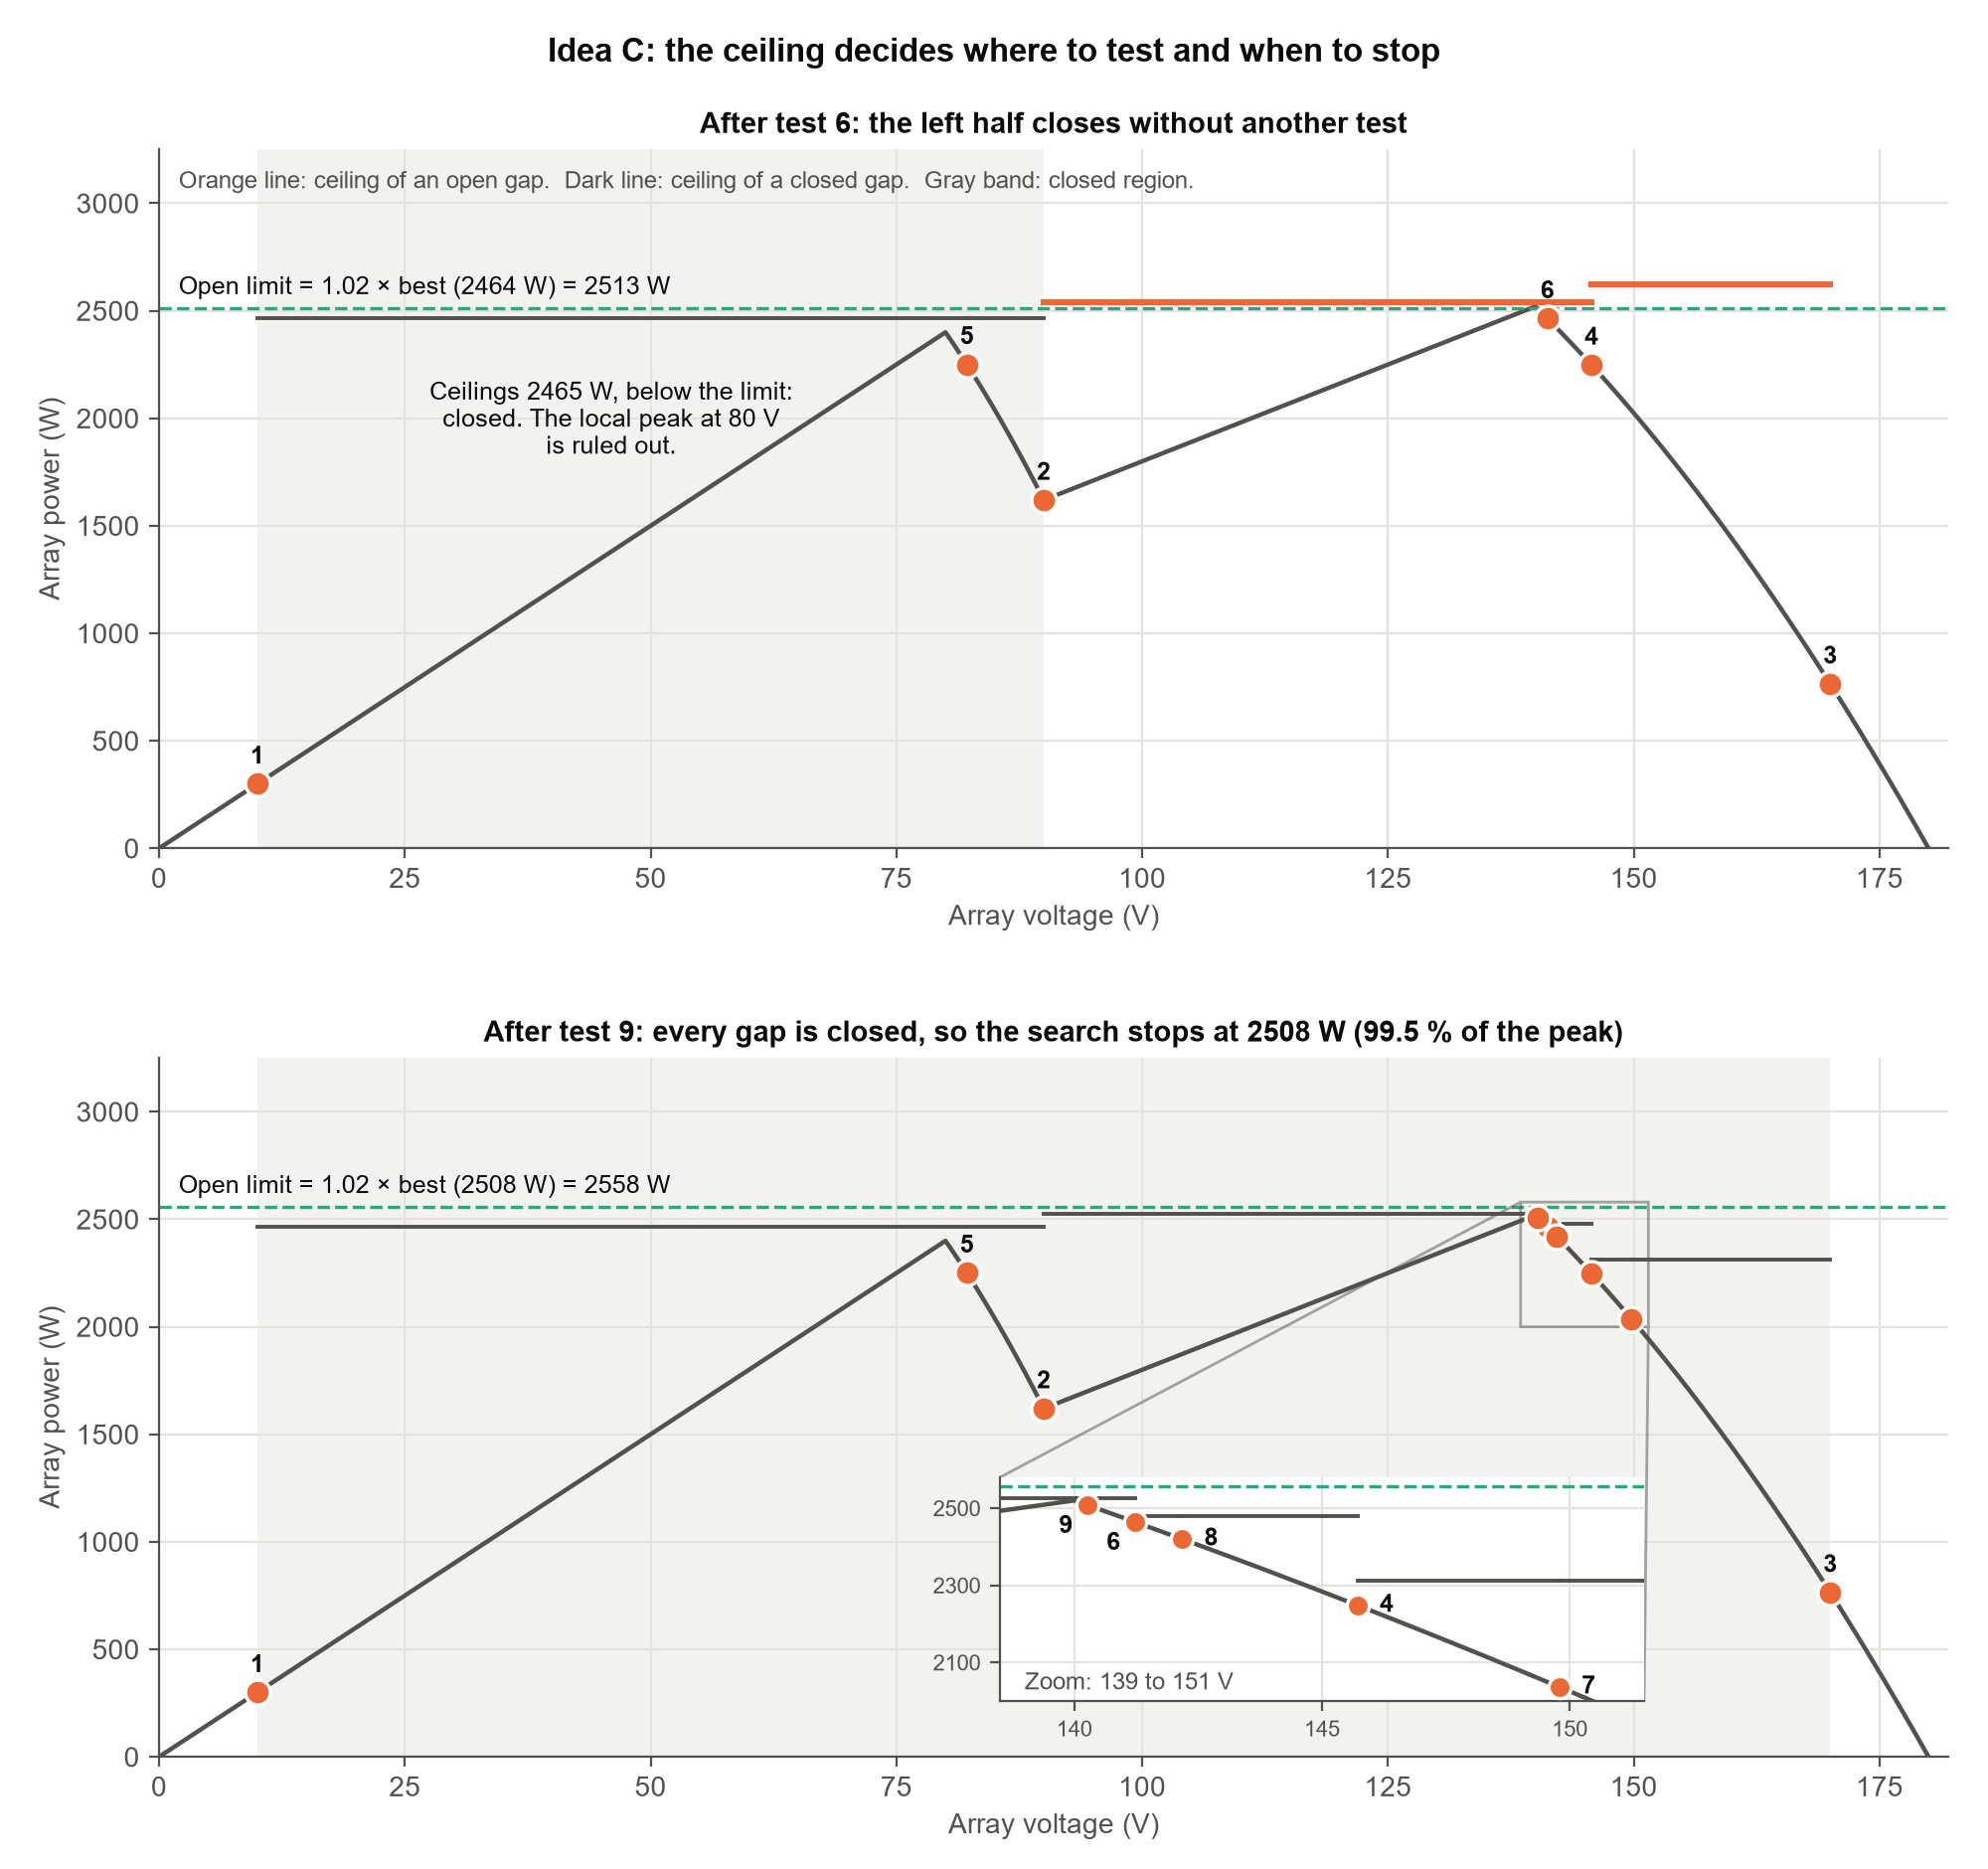 Idea C: the ceiling decides where to test and when to stop
After test 6: the left half closes without another test
Orange line: ceiling of an open gap.  Dark line: ceiling of a closed gap.  Gray band: closed region.
Open limit = 1.02 × best (2464 W) = 2513 W
Ceilings 2465 W, below the limit:
closed. The local peak at 80 V
is ruled out.
1
5
2
6
4
3
3000
2500
2000
1500
1000
500
0
Array power (W)
0 25 50 75 100 125 150 175
Array voltage (V)
After test 9: every gap is closed, so the search stops at 2508 W (99.5 % of the peak)
Open limit = 1.02 × best (2508 W) = 2558 W
1
5
2
3
3000
2500
2000
1500
1000
500
0
Array power (W)
2500
2300
2100
9
6
8
4
7
Zoom: 139 to 151 V
140 145 150
0 25 50 75 100 125 150 175
Array voltage (V)